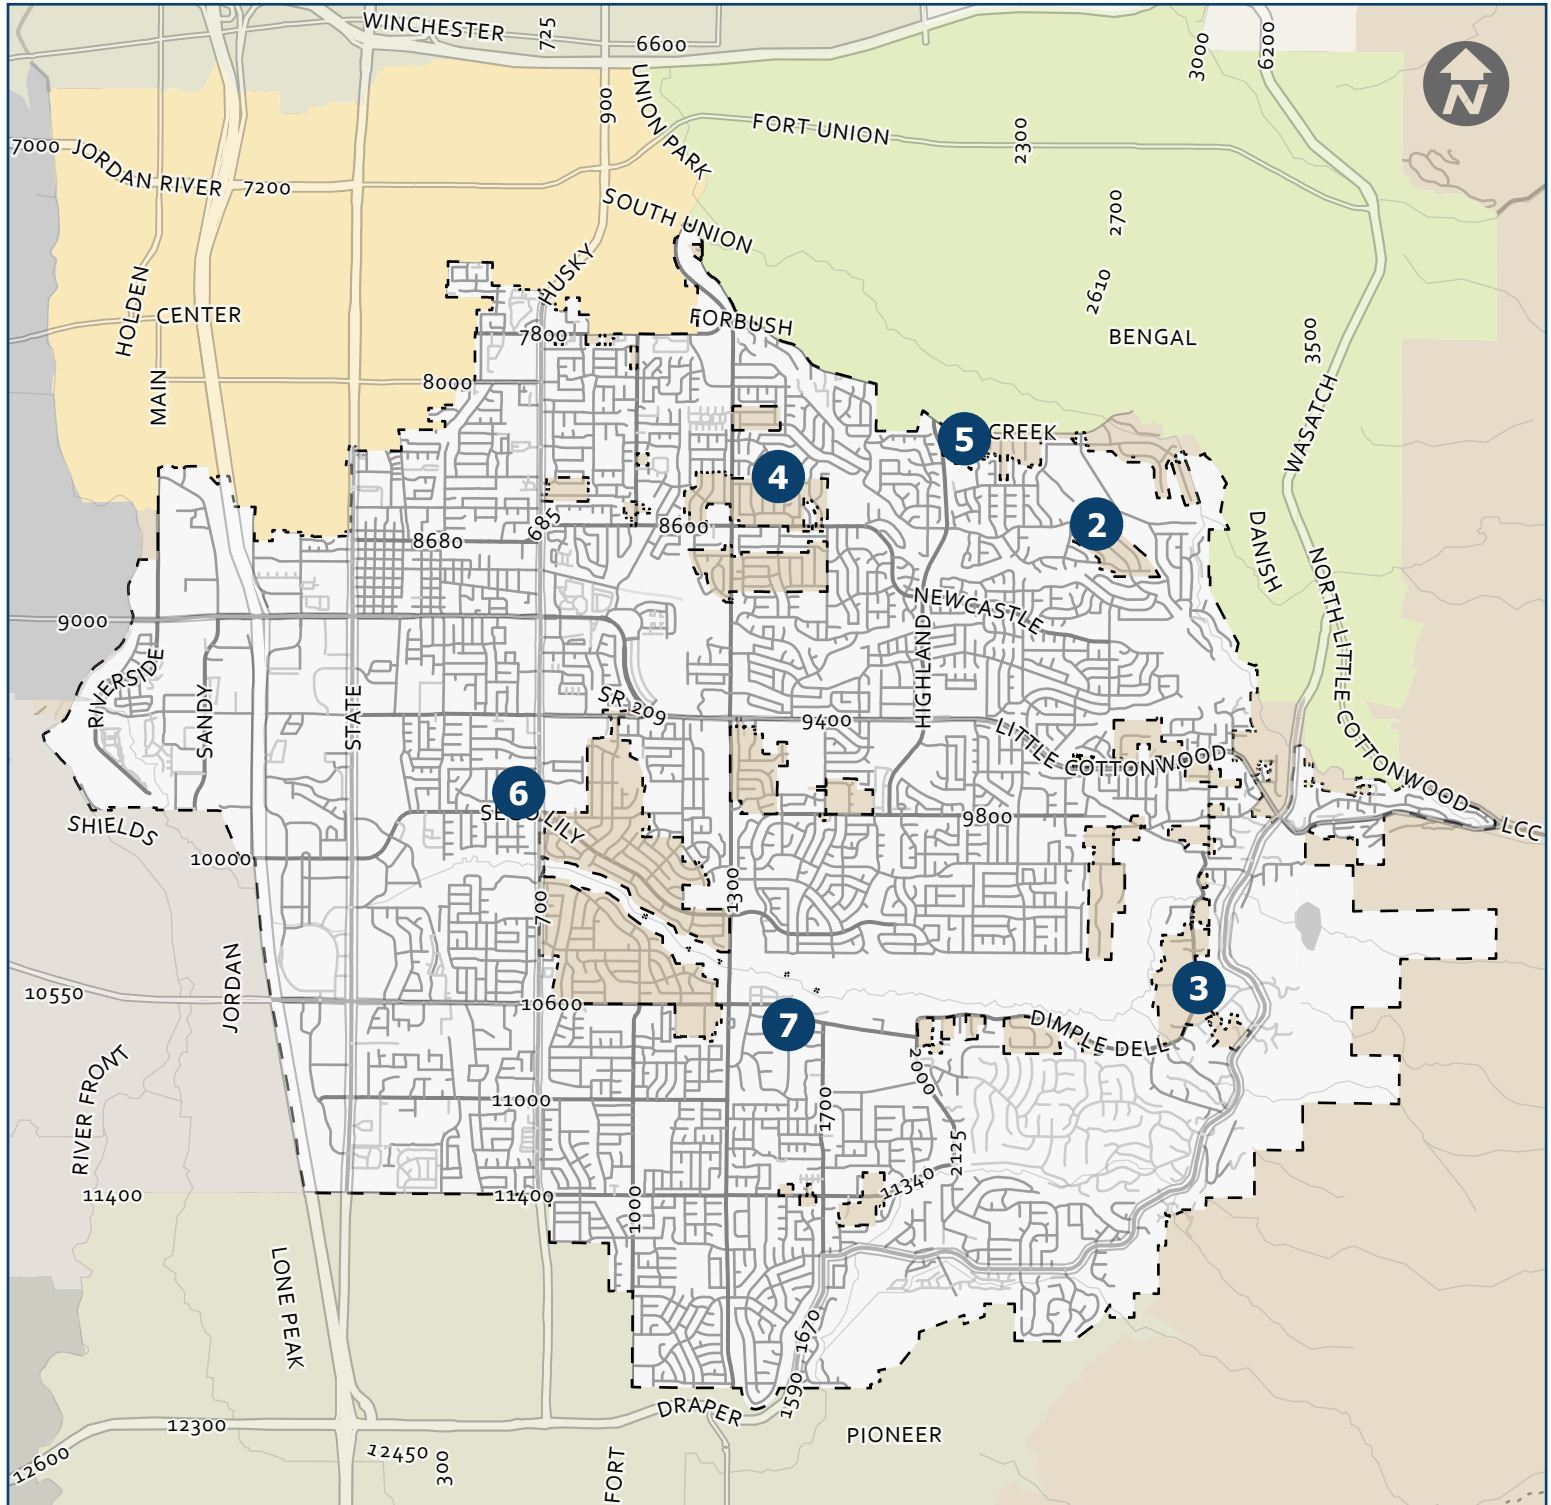 WINCHESTER
725
6600
3000
6200
N
UNION PARK
900
FORT UNION
2300
7000
JORDAN RIVER
7200
SOUTH UNION
2700
HUSKY
2610
HOLDEN
CENTER
FORBUSH
7800
BENGAL
3500
MAIN
8000
WASATCH
5
CREEK
4
2
685
8600
8680
DANISH
NORTH LITTLE COTTONWOOD
9000
NEWCASTLE
HIGHLAND
RIVERSIDE
SANDY
STATE
SR 209
9400
LITTLE COTTONWOOD
6
SEGO LILY
9800
SHIELDS
LCC
10000
1300
700
JORDAN
10550
10600
3
7
DIMPLE DELL
2000
RIVER FRONT
11000
1700
2125
11340
11400
11400
1000
LONE PEAK
1670
1590
DRAPER
12300
PIONEER
12450
300
FORT
12600